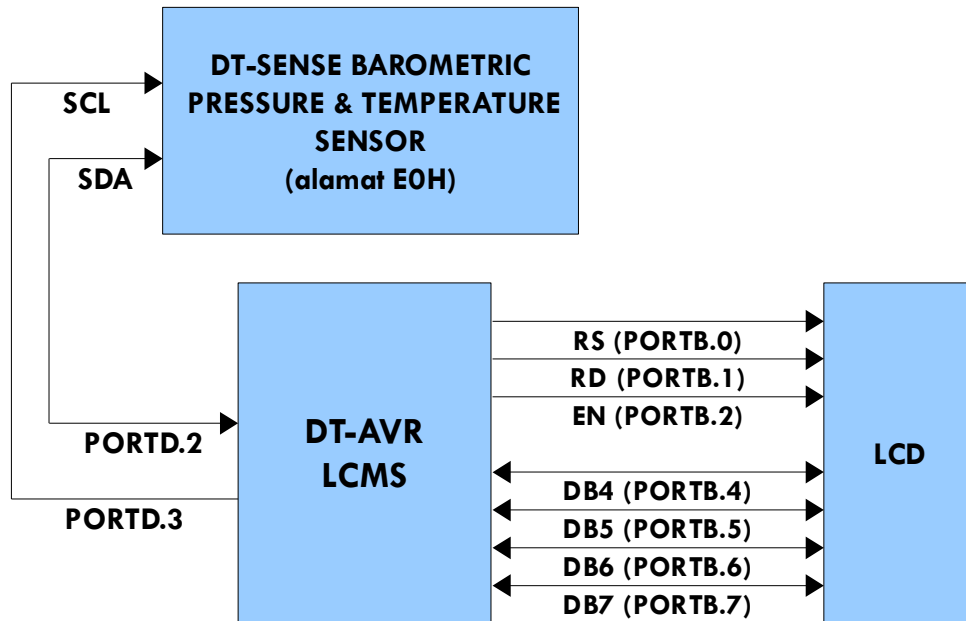 DT-SENSE BAROMETRIC
PRESSURE & TEMPERATURE
SENSOR
(alamat E0H)
SCL
SDA
PORTD.2
PORTD.3
DT-AVR
LCMS
RS (PORTB.0)
RD (PORTB.1)
EN (PORTB.2)
DB4 (PORTB.4)
DB5 (PORTB.5)
DB6 (PORTB.6)
DB7 (PORTB.7)
LCD